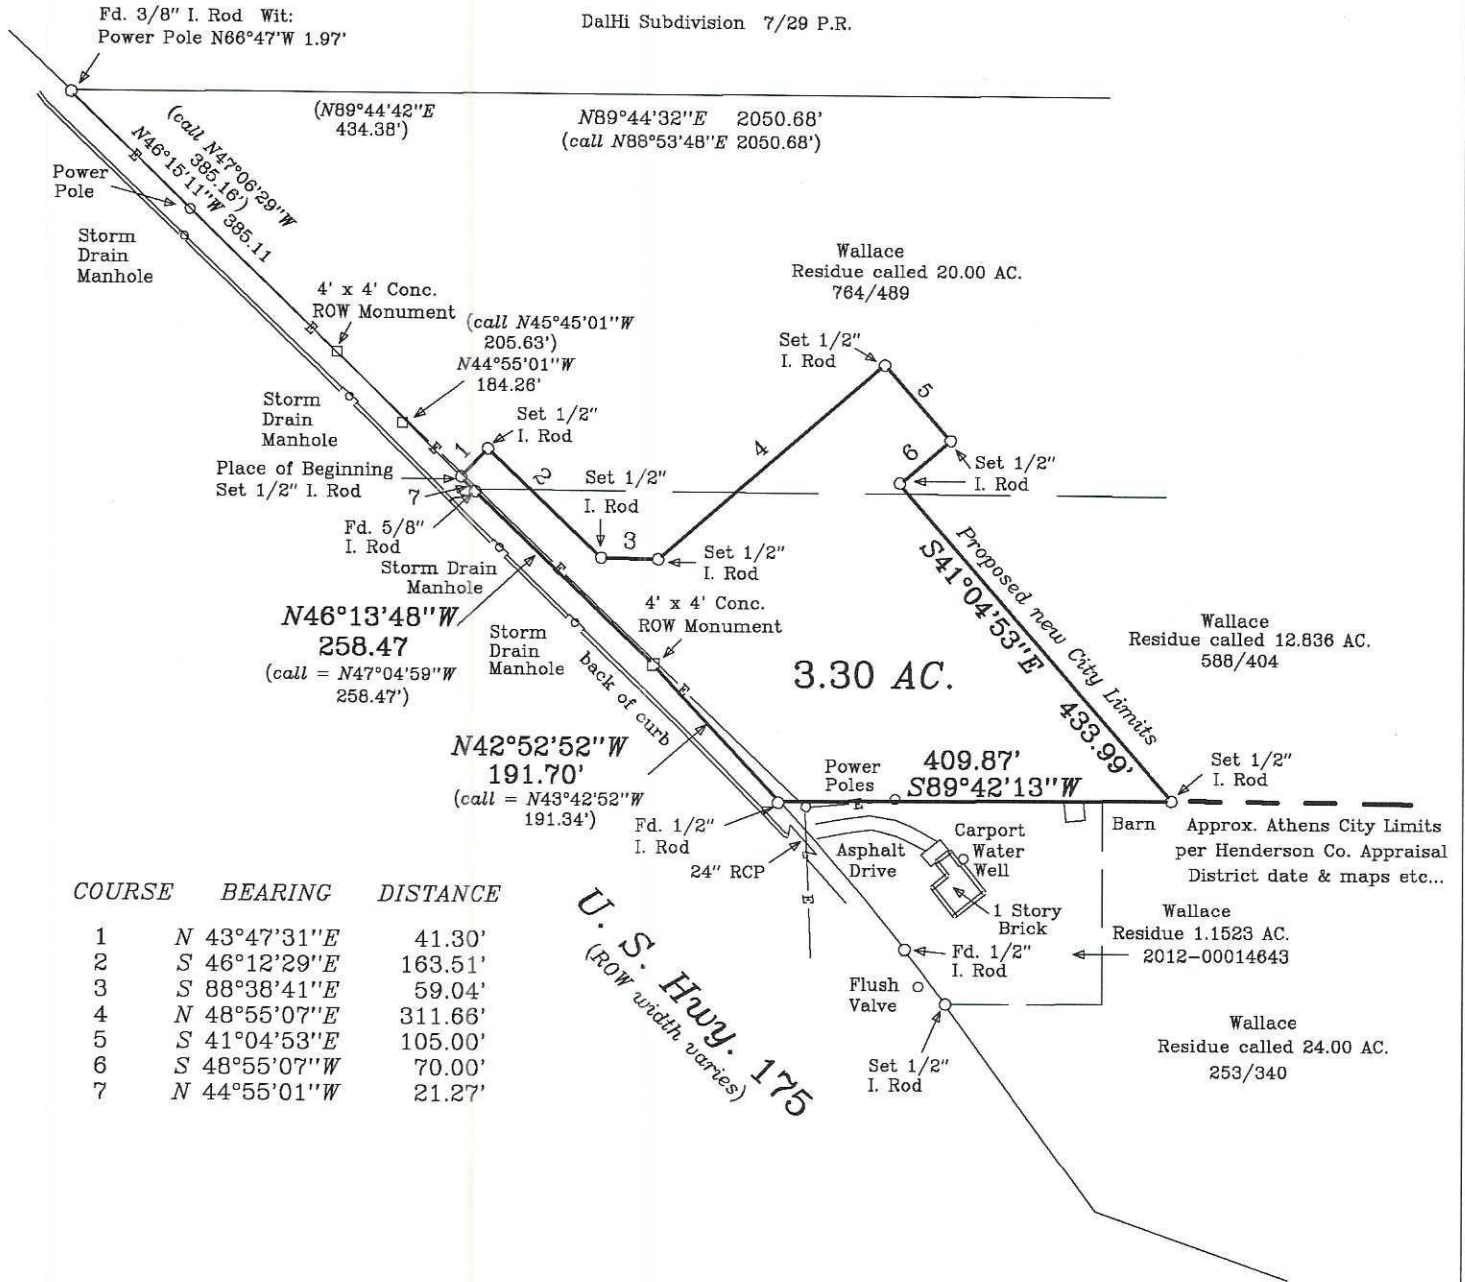 Fd. 3/8" I. Rod Wit:
Power Pole N66°47'W 1.97'
DalHi Subdivision 7/29 P.R.
(N89°44'42"E
434.38')
N89°44'32"E 2050.68'
(call N88°53'48"E 2050.68')
(call N47°06'29"W
385.16')
N46°15'11"W 385.11
E
Power
Pole
Storm
Drain
Manhole
4' x 4' Conc.
ROW Monument
E
(call N45°45'01"W
205.63')
N44°55'01"W
184.26'
Wallace
Residue called 20.00 AC.
764/489
Set 1/2"
I. Rod
5
Storm
Drain
Manhole
Set 1/2"
I. Rod
E
1
4
6
Place of Beginning
Set 1/2" I. Rod
7
2
Set 1/2"
I. Rod
Set 1/2"
I. Rod
Fd. 5/8"
I. Rod
3
Set 1/2"
I. Rod
Storm Drain
Manhole
E
Proposed new City Limits
S41°04'53"E 433.99'
N46°13'48"W
258.47
(call = N47°04'59"W
258.47')
Storm
Drain
Manhole
back of curb
4' x 4' Conc.
ROW Monument
E
3.30 AC.
Wallace
Residue called 12.836 AC.
588/404
N42°52'52"W
191.70'
(call = N43°42'52"W
191.34')
Power
Poles
E
409.87'
S89°42'13"W
Set 1/2"
I. Rod
Fd. 1/2"
I. Rod
24" RCP
Asphalt
Drive
Carport
Water
Well
Barn
Approx. Athens City Limits
per Henderson Co. Appraisal
District date & maps etc...
E
1 Story
Brick
Wallace
Residue 1.1523 AC.
2012-00014643
Fd. 1/2"
I. Rod
Flush
Valve
Set 1/2"
I. Rod
Wallace
Residue called 24.00 AC.
253/340
U. S. Hwy. 175
(ROW width varies)
COURSE BEARING DISTANCE
1 N 43°47'31"E 41.30'
2 S 46°12'29"E 163.51'
3 S 88°38'41"E 59.04'
4 N 48°55'07"E 311.66'
5 S 41°04'53"E 105.00'
6 S 48°55'07"W 70.00'
7 N 44°55'01"W 21.27'